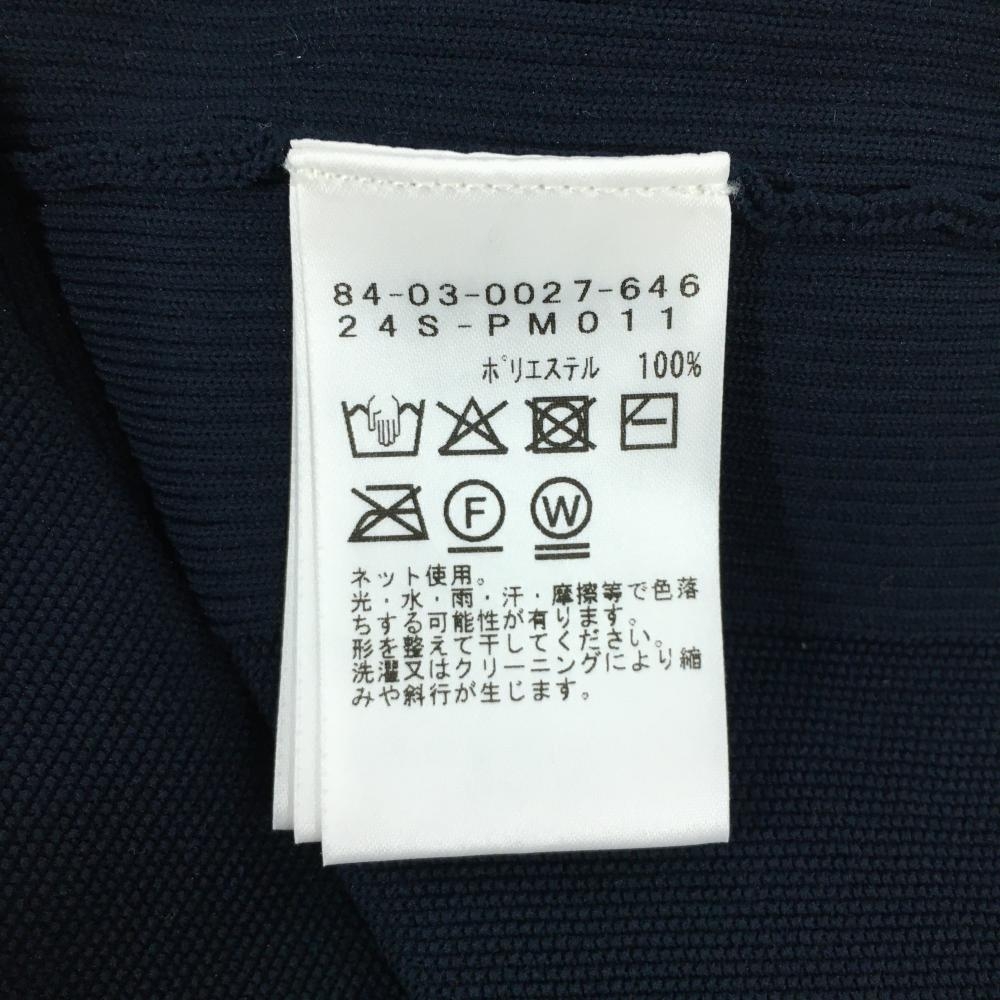 84-03-0027-646
24S-PM011
ポリエステル 100%
F W
ネット使用。
光・水・雨・汗・摩擦等で色落
ちする可能性が有ります。
形を整えて干してください。
洗濯又はクリーニングにより縮
みや斜行が生じます。